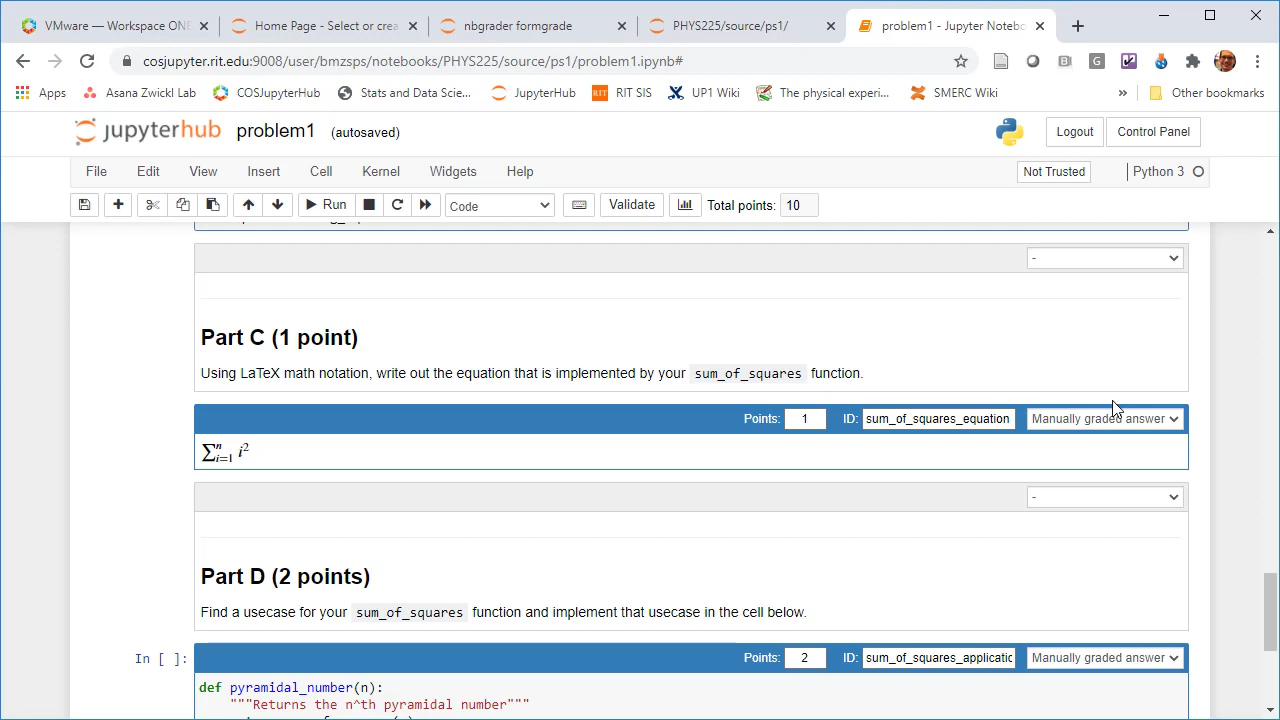 VMware — Workspace ONE
Home Page - Select or crea
nbgrader formgrade
PHYS225/source/ps1/
problem1 - Jupyter Notebo
cosjupyter.rit.edu:9008/user/bmzsps/notebooks/PHYS225/source/ps1/problem1.ipynb#
Apps
Asana Zwickl Lab
COSJupyterHub
Stats and Data Scie...
JupyterHub
RIT SIS
UP1 Wiki
The physical experi...
SMERC Wiki
»
Other bookmarks
jupyterhub problem1 (autosaved)
Logout
Control Panel
File Edit View Insert Cell Kernel Widgets Help
Not Trusted
Python 3
Run
Code
Validate
Total points: 10
-
Part C (1 point)
Using LaTeX math notation, write out the equation that is implemented by your sum_of_squares function.
Points: 1 ID: sum_of_squares_equation Manually graded answer
∑ⁿᵢ₌₁ i²
-
Part D (2 points)
Find a usecase for your sum_of_squares function and implement that usecase in the cell below.
In [ ]:
Points: 2 ID: sum_of_squares_applicatic Manually graded answer
def pyramidal_number(n):
"""Returns the n^th pyramidal number"""